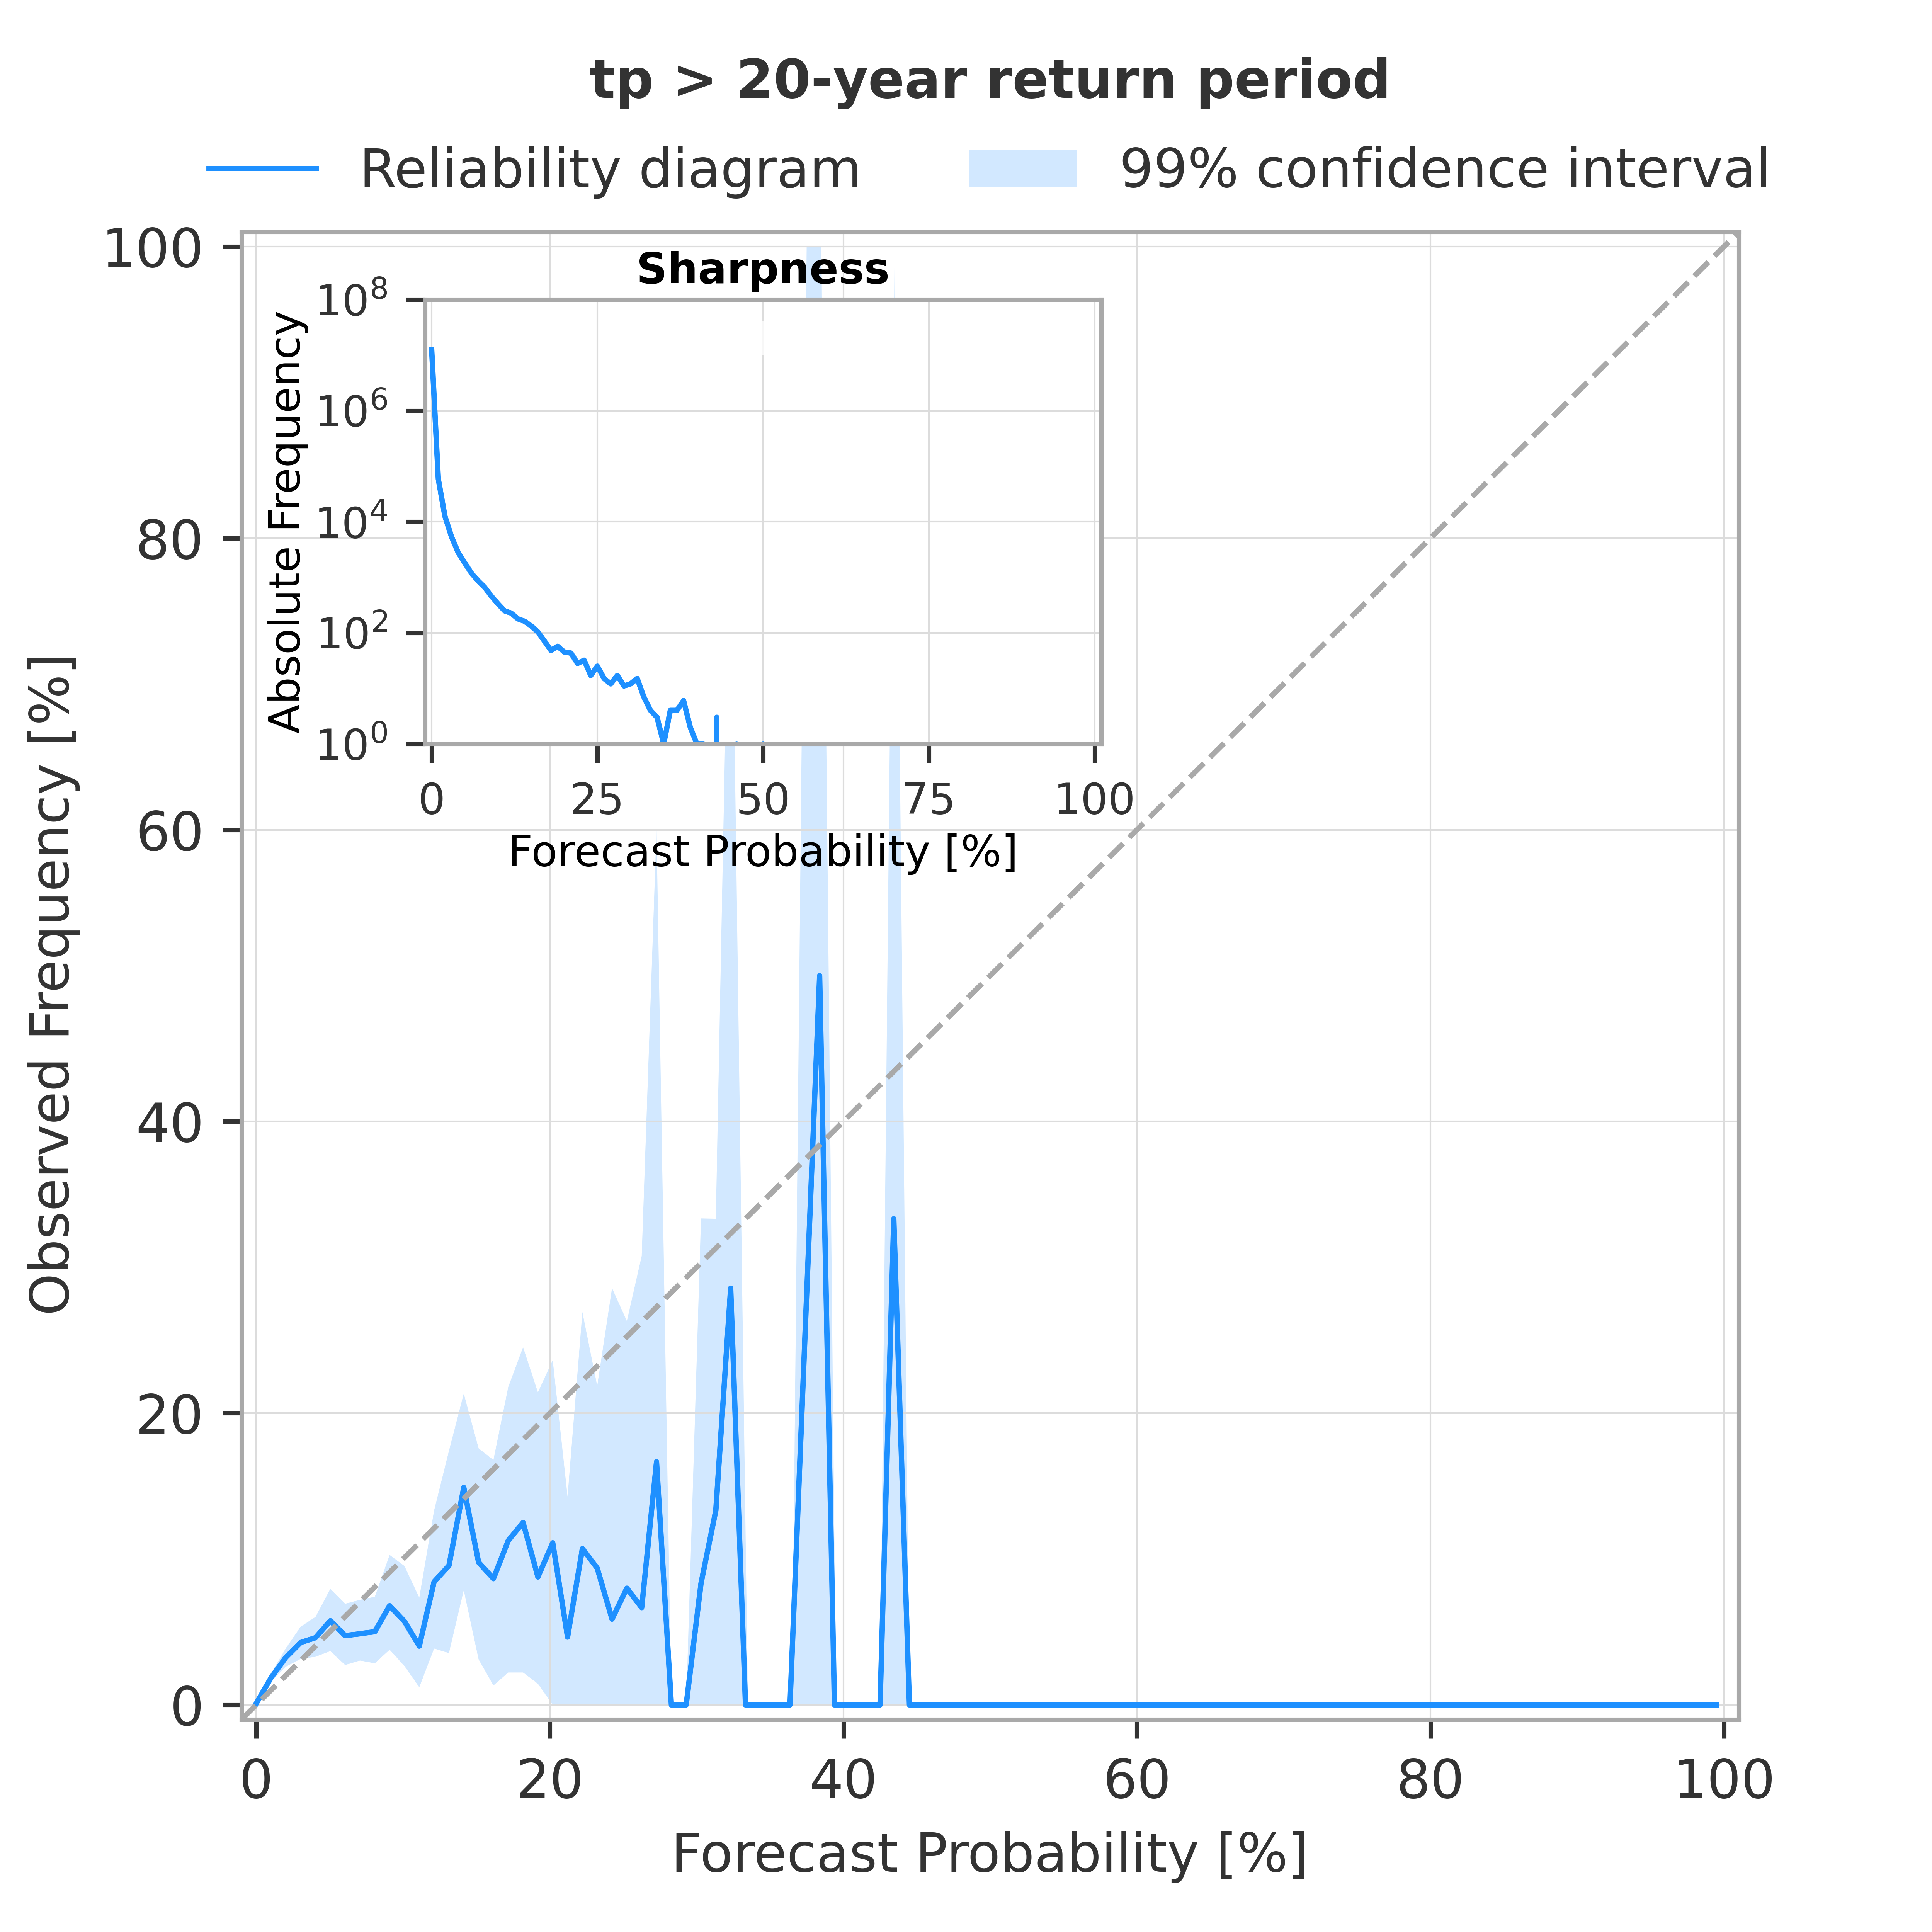 tp > 20-year return period
Reliability diagram
99% confidence interval
Sharpness
Absolute Frequency
10^8
10^6
10^4
10^2
10^0
0 25 50 75 100
Forecast Probability [%]
Observed Frequency [%]
100
80
60
40
20
0
0 20 40 60 80 100
Forecast Probability [%]